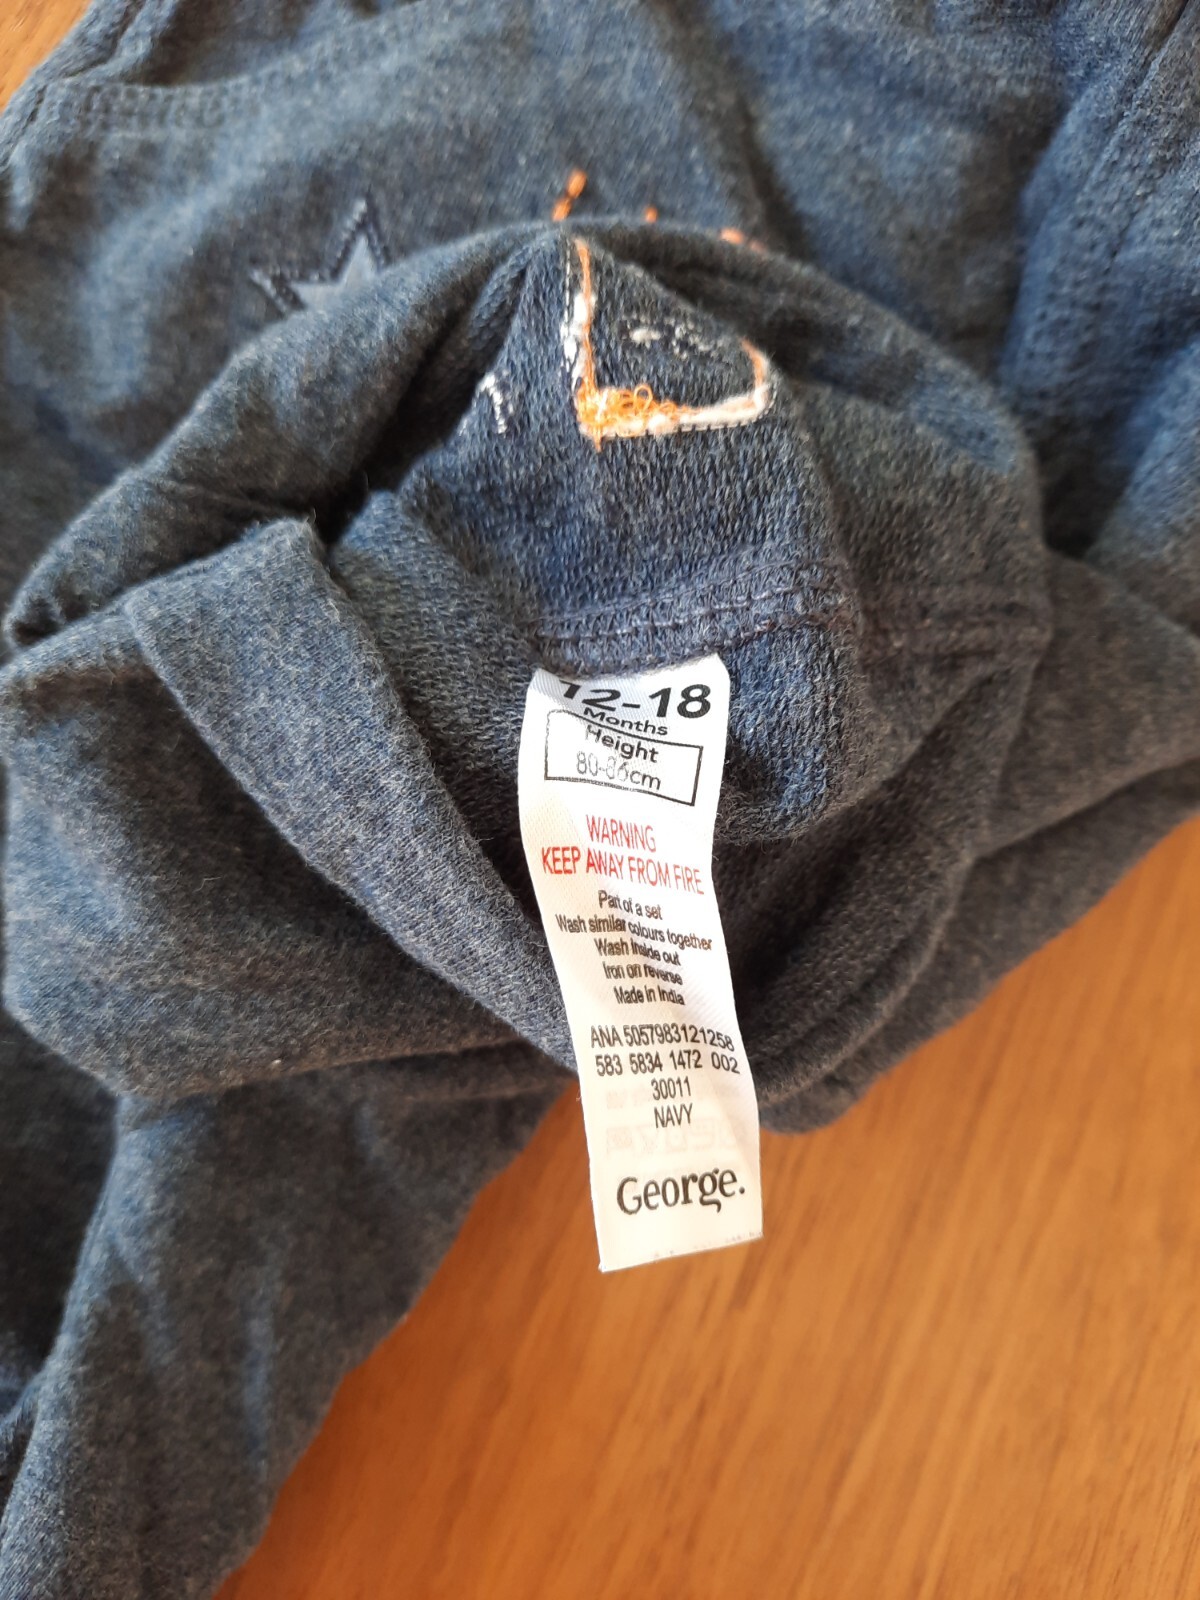 12-18
Months
Height
80-86cm
WARNING
KEEP AWAY FROM FIRE
Part of a set
Wash similar colours together
Wash inside out
Iron on reverse
Made in India
ANA 5057983121258
583 5834 1472 002
30011
NAVY
George.